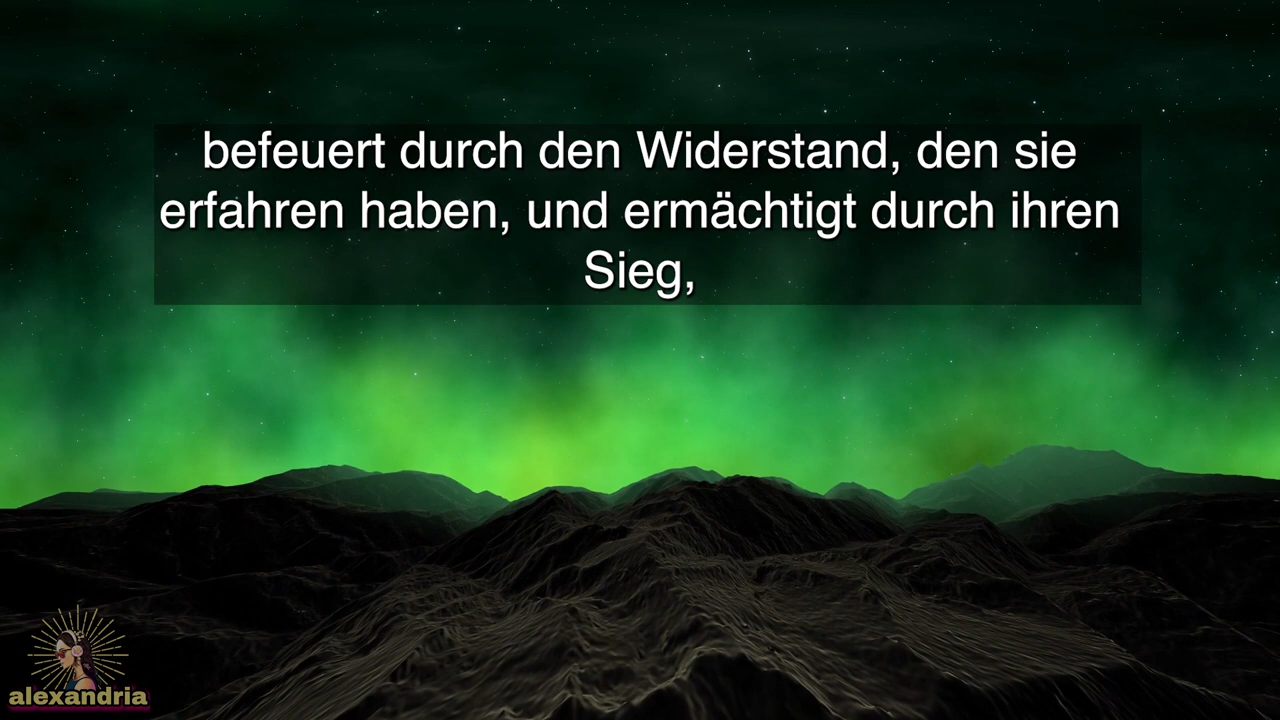 befeuert durch den Widerstand, den sie
erfahren haben, und ermächtigt durch ihren
Sieg,
alexandria